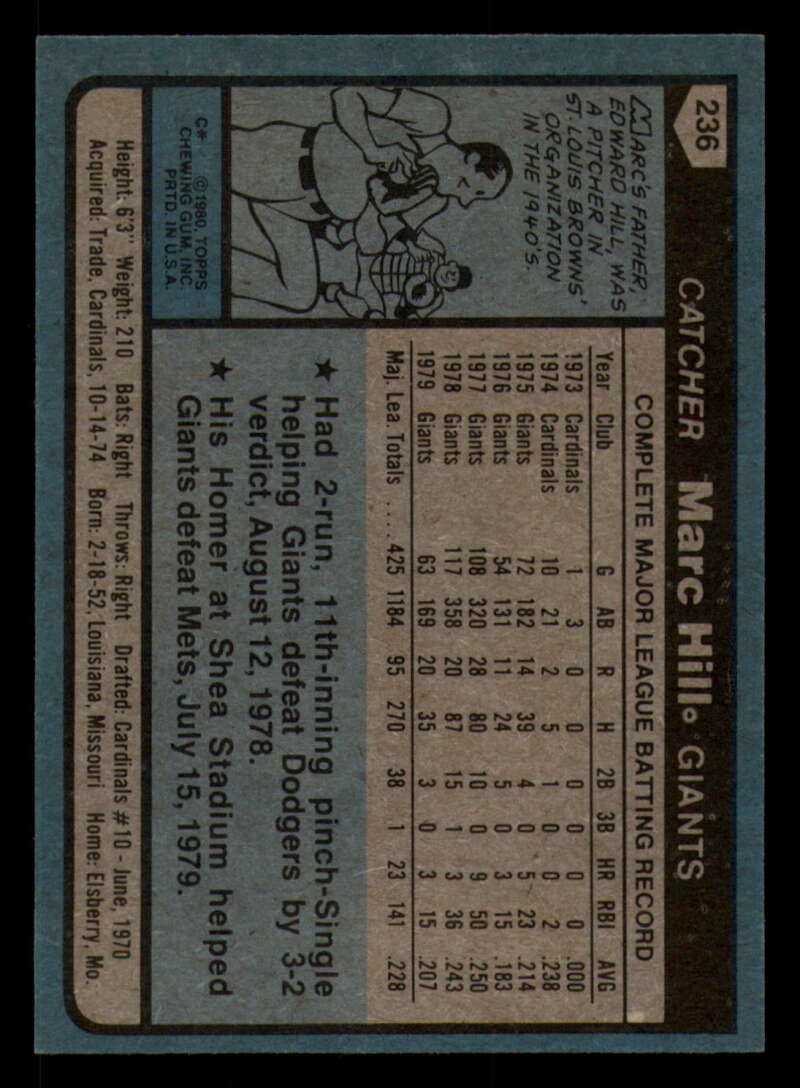 236
CATCHER Marc Hill • GIANTS
MARC'S FATHER,
EDWARD HILL, WAS
A PITCHER IN
ST. LOUIS BROWNS'
ORGANIZATION
IN THE 1940'S.
C* ©1980, TOPPS
CHEWING GUM, INC.
PRTD. IN U.S.A.
COMPLETE MAJOR LEAGUE BATTING RECORD
Year Club G AB R H 2B 3B HR RBI AVG
1973 Cardinals 1 3 0 0 0 0 0 0 .000
1974 Cardinals 10 21 2 5 1 0 0 2 .238
1975 Giants 72 182 14 39 4 0 5 23 .214
1976 Giants 54 131 11 24 5 0 3 15 .183
1977 Giants 108 320 28 80 10 0 9 50 .250
1978 Giants 117 358 20 87 15 1 3 36 .243
1979 Giants 63 169 20 35 3 0 3 15 .207
Maj. Lea. Totals .... 425 1184 95 270 38 1 23 141 .228
★ Had 2-run, 11th-inning pinch-Single
helping Giants defeat Dodgers by 3-2
verdict, August 12, 1978.
★ His Homer at Shea Stadium helped
Giants defeat Mets, July 15, 1979.
Height: 6'3" Weight: 210 Bats: Right Throws: Right Drafted: Cardinals #10 - June, 1970
Acquired: Trade, Cardinals, 10-14-74 Born: 2-18-52, Louisiana, Missouri Home: Elsberry, Mo.